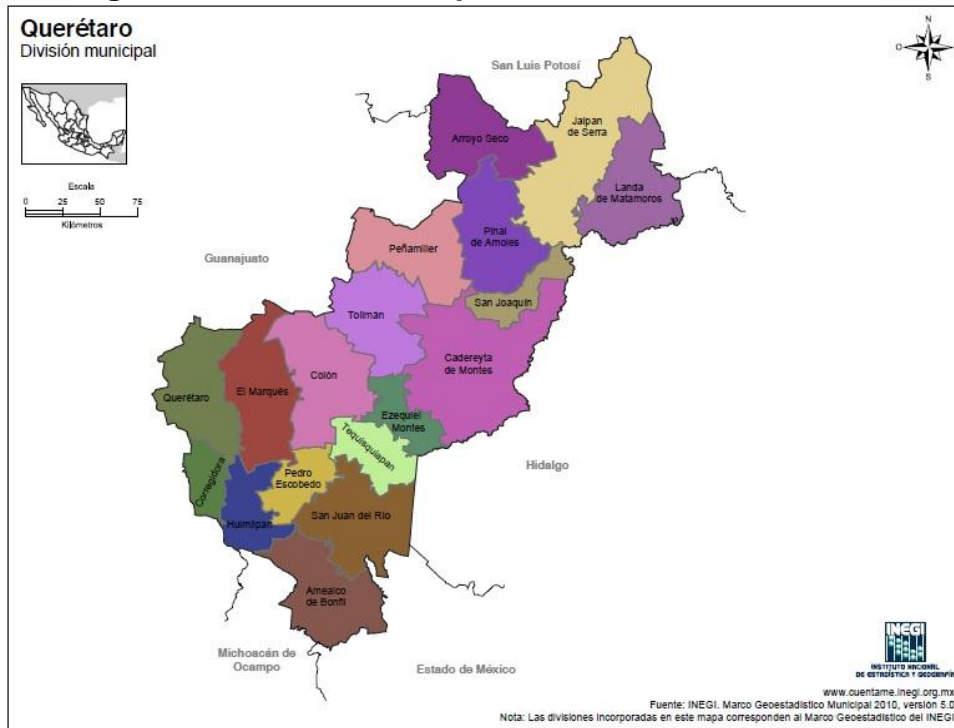 Querétaro
División municipal
N
O
E
S
Escala
0 25 50 75
Kilómetros
San Luis Potosí
Guanajuato
Hidalgo
Michoacán de
Ocampo
Estado de México
Arroyo Seco
Jalpan
de Serra
Landa
de Matamoros
Pinal
de Amoles
Peñamiller
San Joaquín
Tolimán
Cadereyta
de Montes
Colón
El Marqués
Querétaro
Ezequiel
Montes
Tequisquiapan
Corregidora
Pedro
Escobedo
Huimilpan
San Juan del Río
Amealco
de Bonfil
INEGI
INSTITUTO NACIONAL
DE ESTADÍSTICA Y GEOGRAFÍA
www.cuentame.inegi.org.mx
Fuente: INEGI. Marco Geoestadístico Municipal 2010, versión 5.0
Nota: Las divisiones incorporadas en este mapa corresponden al Marco Geoestadístico del INEGI